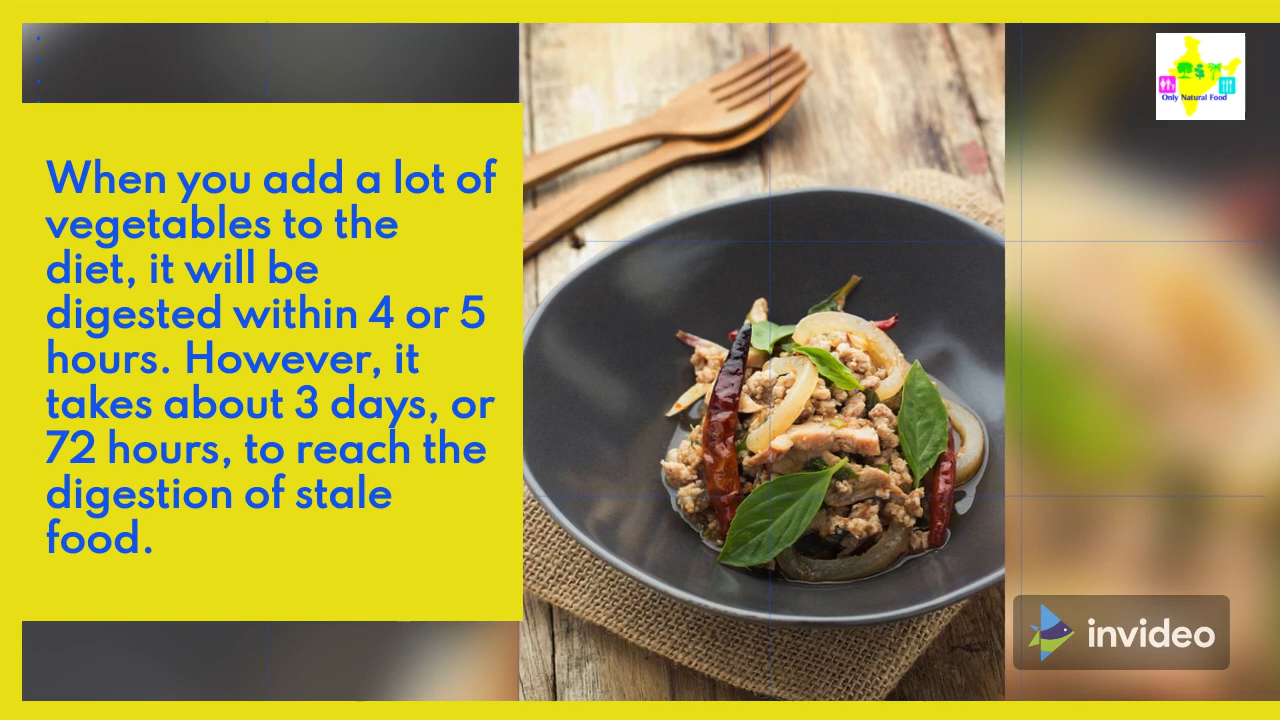 When you add a lot of
vegetables to the
diet, it will be
digested within 4 or 5
hours. However, it
takes about 3 days, or
72 hours, to reach the
digestion of stale
food.
Only Natural Food
invideo